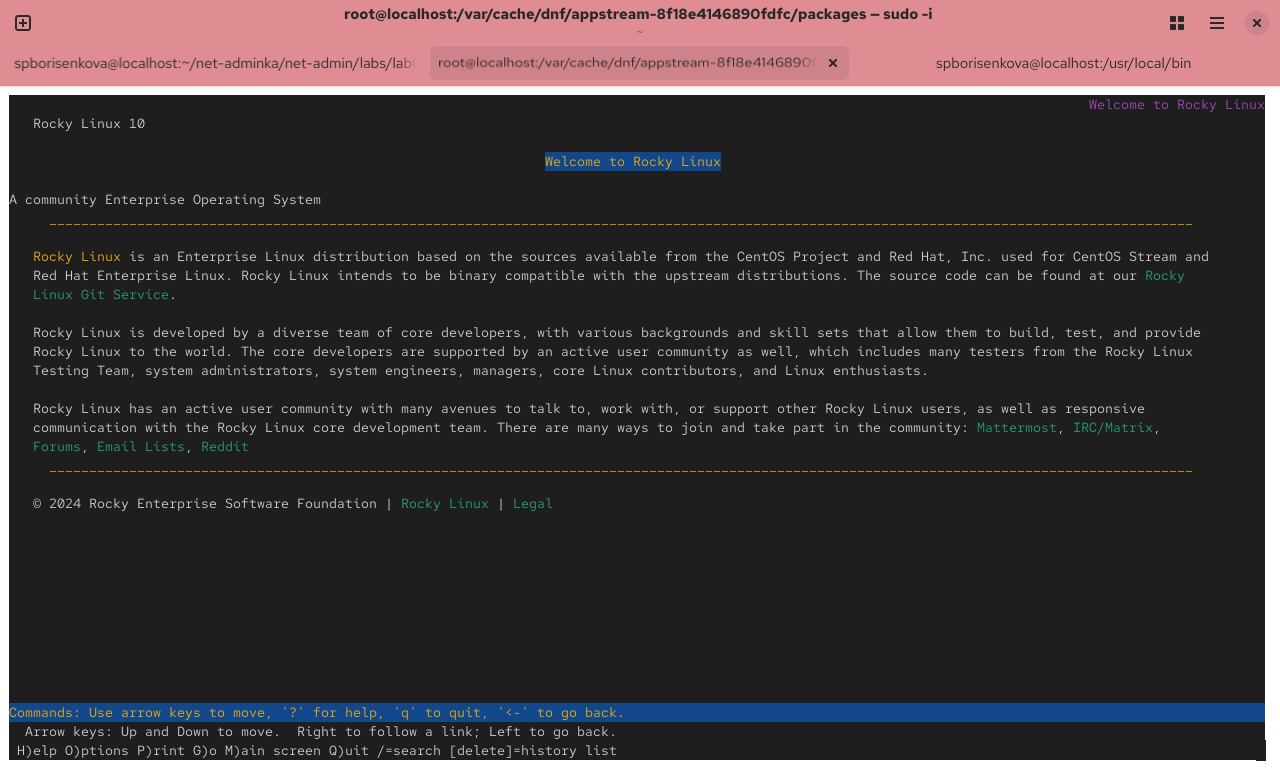 root@localhost:/var/cache/dnf/appstream-8f18e4146890fdfc/packages — sudo -i
~
spborisenkova@localhost:~/net-adminka/net-admin/labs/lab
root@localhost:/var/cache/dnf/appstream-8f18e4146890f
spborisenkova@localhost:/usr/local/bin
Welcome to Rocky Linux
Rocky Linux 10
Welcome to Rocky Linux
A community Enterprise Operating System
Rocky Linux is an Enterprise Linux distribution based on the sources available from the CentOS Project and Red Hat, Inc. used for CentOS Stream and
Red Hat Enterprise Linux. Rocky Linux intends to be binary compatible with the upstream distributions. The source code can be found at our Rocky
Linux Git Service.
Rocky Linux is developed by a diverse team of core developers, with various backgrounds and skill sets that allow them to build, test, and provide
Rocky Linux to the world. The core developers are supported by an active user community as well, which includes many testers from the Rocky Linux
Testing Team, system administrators, system engineers, managers, core Linux contributors, and Linux enthusiasts.
Rocky Linux has an active user community with many avenues to talk to, work with, or support other Rocky Linux users, as well as responsive
communication with the Rocky Linux core development team. There are many ways to join and take part in the community: Mattermost, IRC/Matrix,
Forums, Email Lists, Reddit
© 2024 Rocky Enterprise Software Foundation | Rocky Linux | Legal
Commands: Use arrow keys to move, '?' for help, 'q' to quit, '<-' to go back.
Arrow keys: Up and Down to move.  Right to follow a link; Left to go back.
H)elp O)ptions P)rint G)o M)ain screen Q)uit /=search [delete]=history list